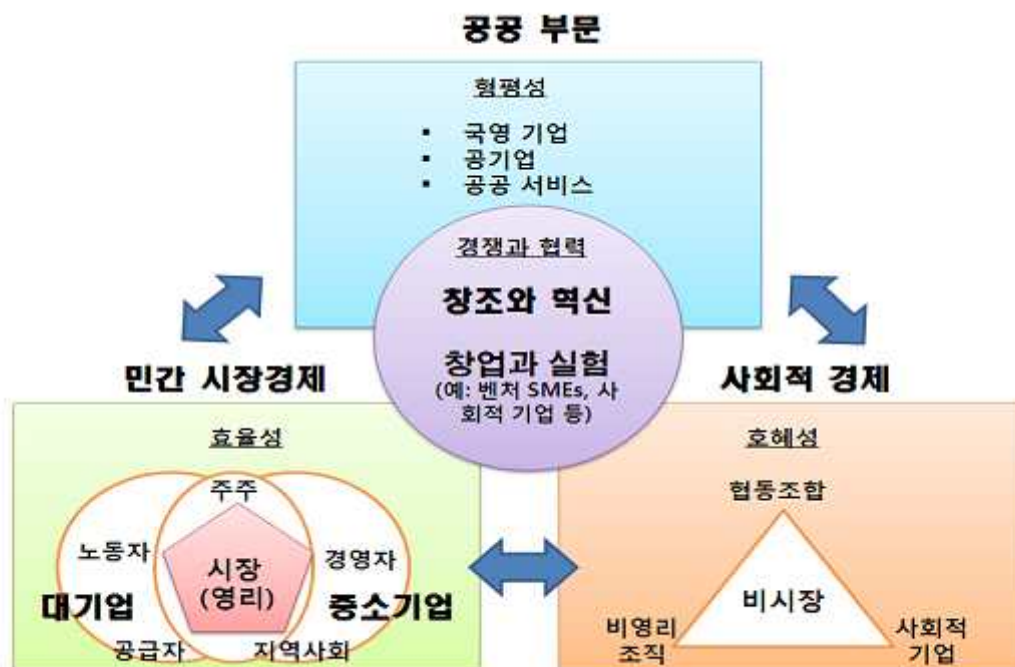 공공 부문
형평성
▪ 국영 기업
▪ 공기업
▪ 공공 서비스
경쟁과 협력
창조와 혁신
창업과 실험
(예: 벤처 SMEs, 사
회적 기업 등)
민간 시장경제
효율성
주주
노동자
경영자
시장
(영리)
대기업
중소기업
공급자
지역사회
사회적 경제
호혜성
협동조합
비시장
비영리
조직
사회적
기업